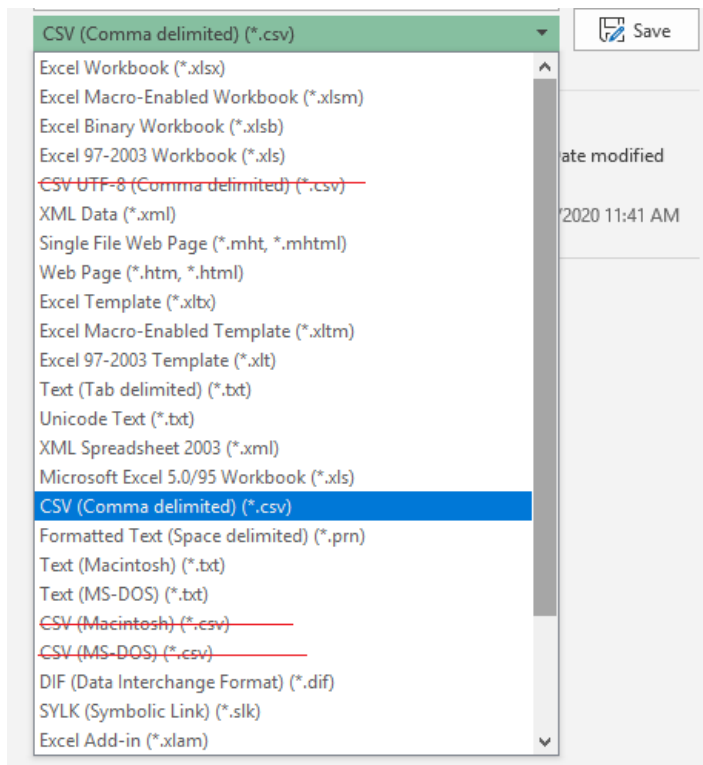 CSV (Comma delimited) (*.csv)
Save
Excel Workbook (*.xlsx)
Excel Macro-Enabled Workbook (*.xlsm)
Excel Binary Workbook (*.xlsb)
Excel 97-2003 Workbook (*.xls)
ate modified
CSV UTF-8 (Comma delimited) (*.csv)
XML Data (*.xml)
/2020 11:41 AM
Single File Web Page (*.mht, *.mhtml)
Web Page (*.htm, *.html)
Excel Template (*.xltx)
Excel Macro-Enabled Template (*.xltm)
Excel 97-2003 Template (*.xlt)
Text (Tab delimited) (*.txt)
Unicode Text (*.txt)
XML Spreadsheet 2003 (*.xml)
Microsoft Excel 5.0/95 Workbook (*.xls)
CSV (Comma delimited) (*.csv)
Formatted Text (Space delimited) (*.prn)
Text (Macintosh) (*.txt)
Text (MS-DOS) (*.txt)
CSV (Macintosh) (*.csv)
CSV (MS-DOS) (*.csv)
DIF (Data Interchange Format) (*.dif)
SYLK (Symbolic Link) (*.slk)
Excel Add-in (*.xlam)